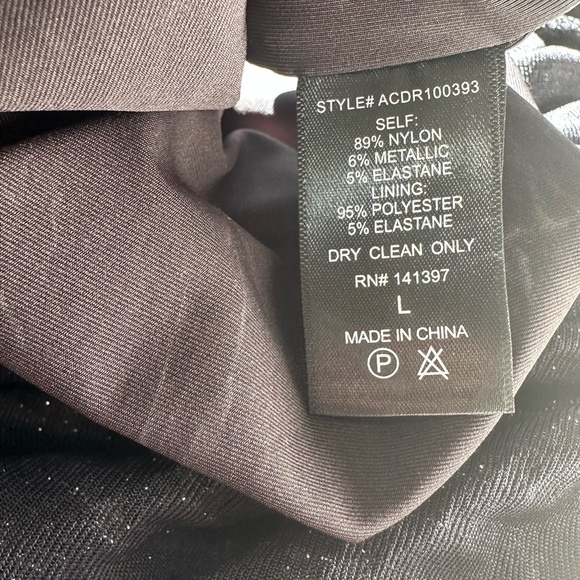 STYLE# ACDR100393
SELF:
89% NYLON
6% METALLIC
5% ELASTANE
LINING:
95% POLYESTER
5% ELASTANE
DRY CLEAN ONLY
RN# 141397
L
MADE IN CHINA
P